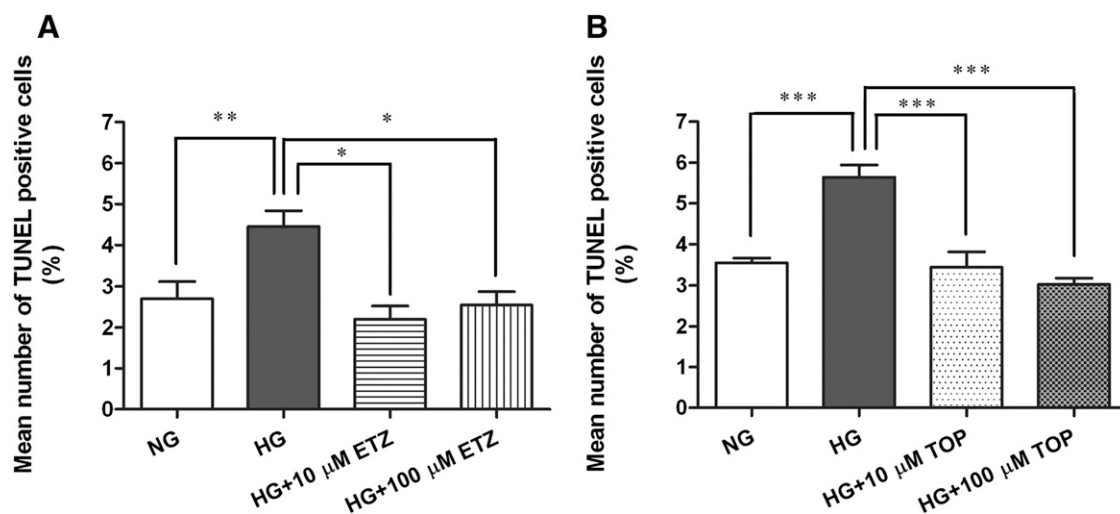 A
Mean number of TUNEL positive cells
(%)
7
6
5
4
3
2
1
0
**
*
*
NG
HG
HG+10 μM ETZ
HG+100 μM ETZ
B
Mean number of TUNEL positive cells
(%)
7
6
5
4
3
2
1
0
***
***
***
NG
HG
HG+10 μM TOP
HG+100 μM TOP